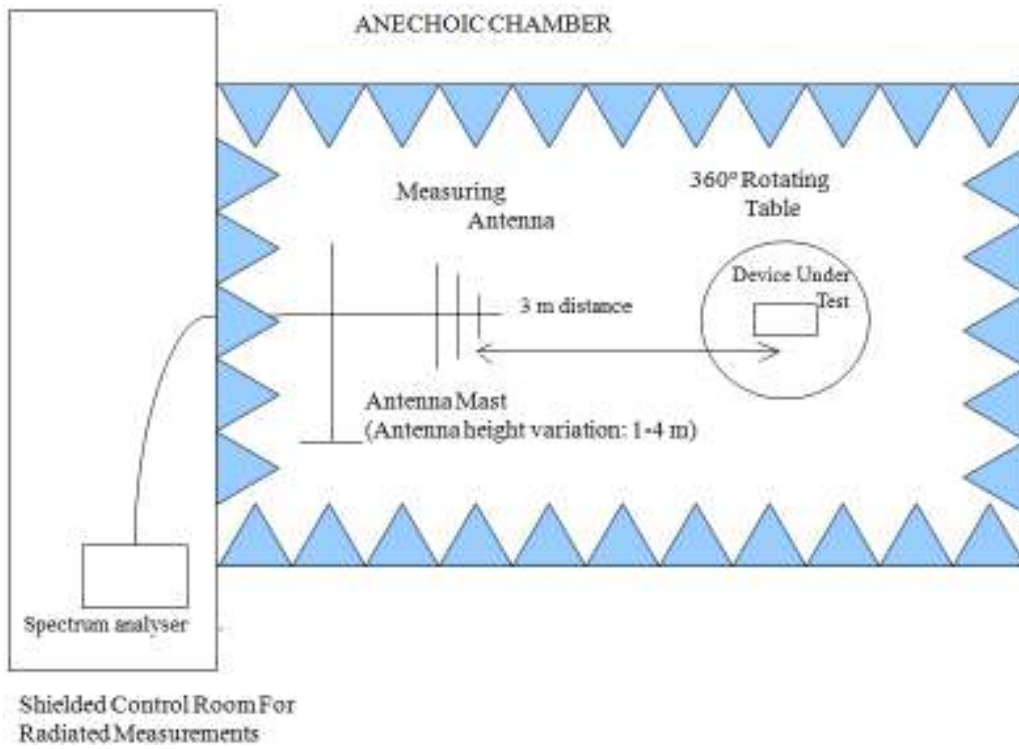 ANECHOIC CHAMBER
Measuring
Antenna
360° Rotating
Table
Device Under
Test
3 m distance
Antenna Mast
(Antenna height variation: 1-4 m)
Spectrum analyser
Shielded Control Room For
Radiated Measurements